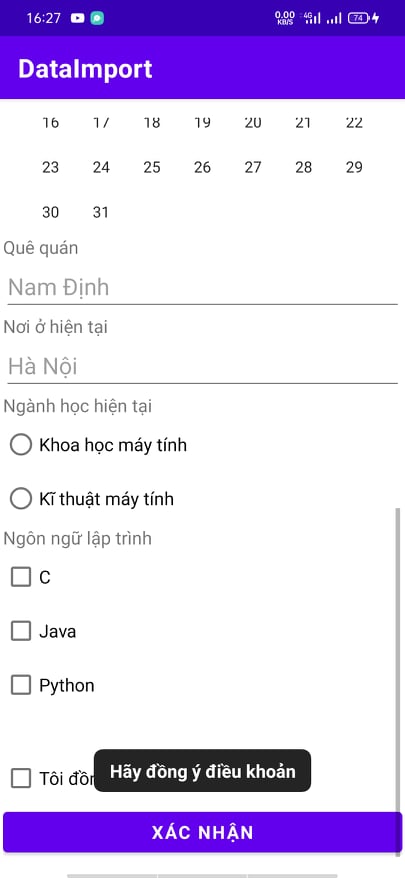 16:27 0.00 KB/S 4G 74
DataImport
16 17 18 19 20 21 22
23 24 25 26 27 28 29
30 31
Quê quán
Nam Định
Nơi ở hiện tại
Hà Nội
Ngành học hiện tại
Khoa học máy tính
Kĩ thuật máy tính
Ngôn ngữ lập trình
C
Java
Python
Hãy đồng ý điều khoản
Tôi
XÁC NHẬN